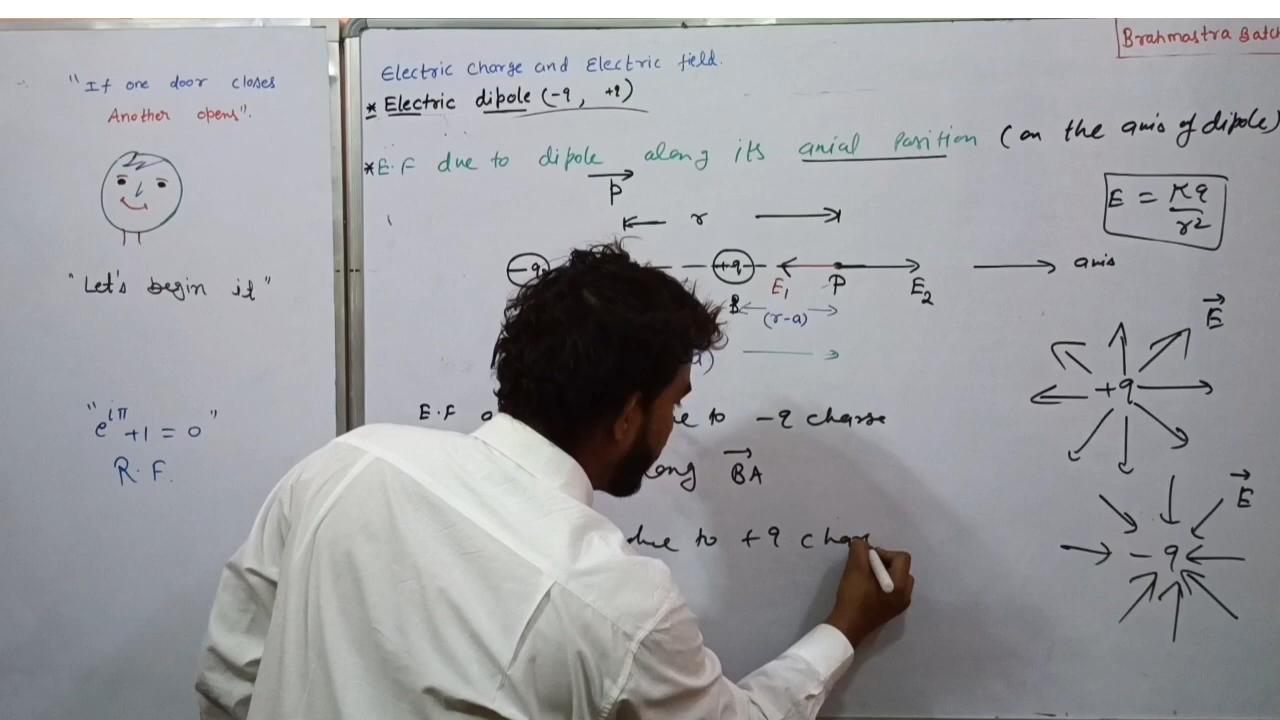 Brahmastra Batch
"If one door closes
Another opens".
"Let's begin it"
"e^iπ +1 = 0"
R.F.
Electric Charge and Electric field.
* Electric dipole (-q, +q)
* E.F due to dipole along its axial Position (on the axis of dipole)
P
E = Kq/r²
r
-q +q E₁ P E₂ axis
B (r-a)
E.F due to -q charge
along BA
due to +q char
E
+q
E
-q